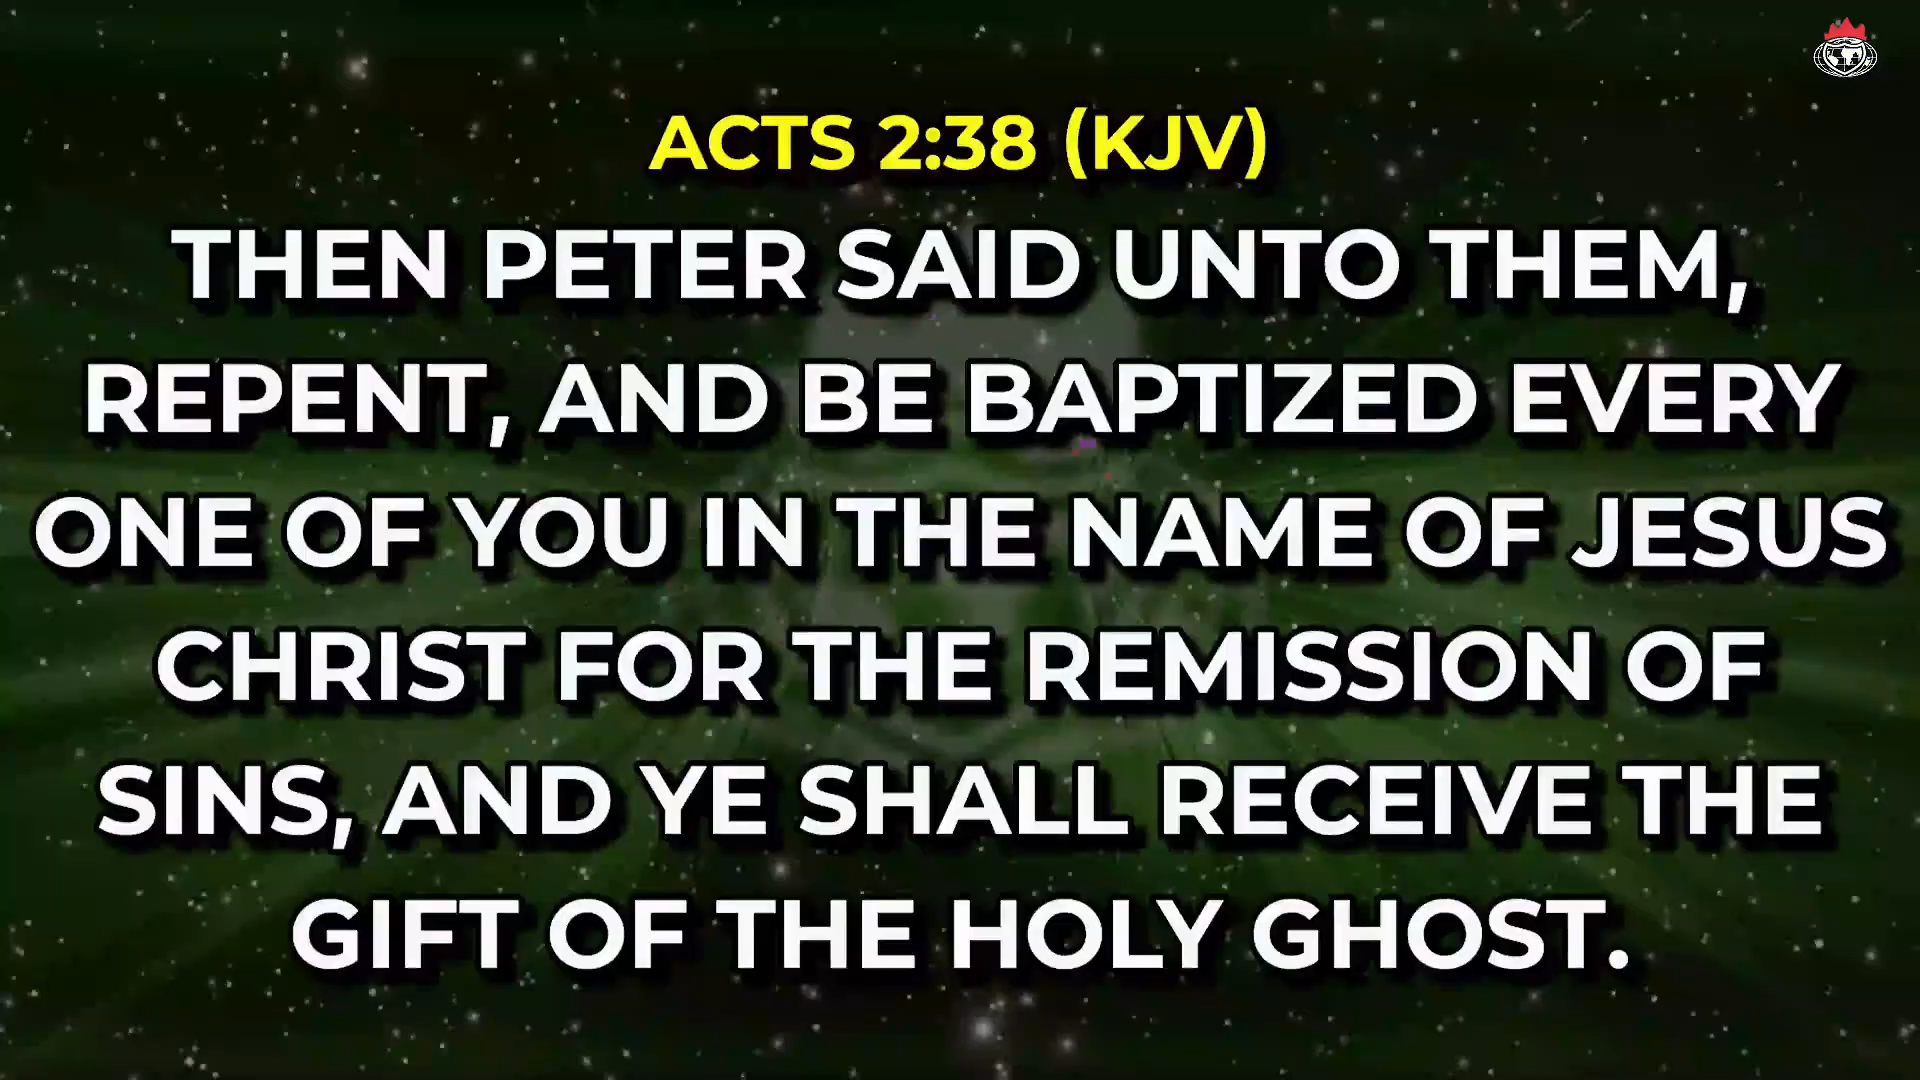 ACTS 2:38 (KJV)
THEN PETER SAID UNTO THEM,
REPENT, AND BE BAPTIZED EVERY
ONE OF YOU IN THE NAME OF JESUS
CHRIST FOR THE REMISSION OF
SINS, AND YE SHALL RECEIVE THE
GIFT OF THE HOLY GHOST.